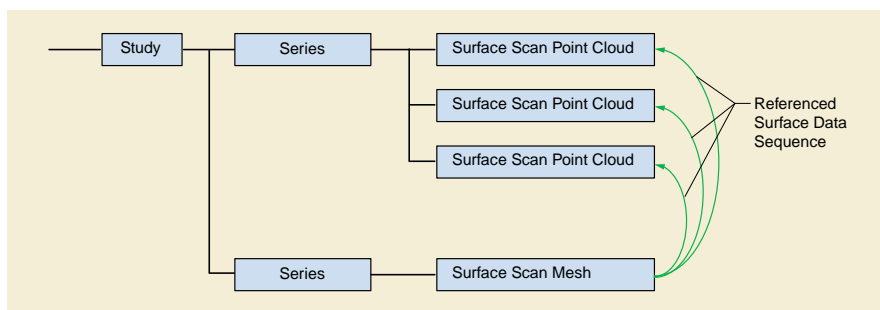 Study
Series
Surface Scan Point Cloud
Surface Scan Point Cloud
Surface Scan Point Cloud
Referenced
Surface Data
Sequence
Series
Surface Scan Mesh